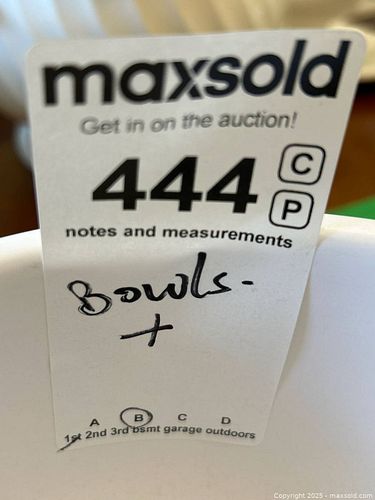 maxsold
Get in on the auction!
444 C
P
notes and measurements
Bowls -
+
A B C D
1st 2nd 3rd bsmt garage outdoors
Copyright 2025 - maxsold.com